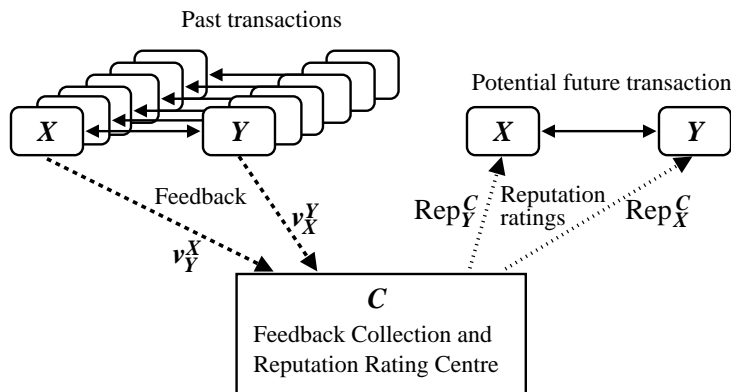 Past transactions
Potential future transaction
X
Y
X
Y
Feedback
v_Y^X
v_X^Y
Rep_Y^C
Reputation
ratings
Rep_X^C
C
Feedback Collection and
Reputation Rating Centre